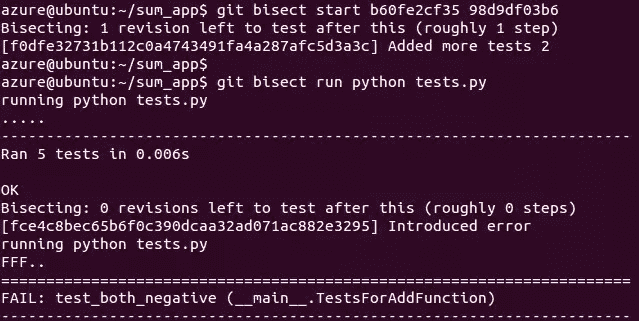 azure@ubuntu:~/sum_app$ git bisect start b60fe2cf35 98d9df03b6
Bisecting: 1 revision left to test after this (roughly 1 step)
[f0dfe32731b112c0a4743491fa4a287afc5d3a3c] Added more tests 2
azure@ubuntu:~/sum_app$
azure@ubuntu:~/sum_app$ git bisect run python tests.py
running python tests.py
.....
----------------------------------------------------------------------
Ran 5 tests in 0.006s
OK
Bisecting: 0 revisions left to test after this (roughly 0 steps)
[fce4c8bec65b6f0c390dcaa32ad071ac882e3295] Introduced error
running python tests.py
FFF..
======================================================================
FAIL: test_both_negative (__main__.TestsForAddFunction)
----------------------------------------------------------------------